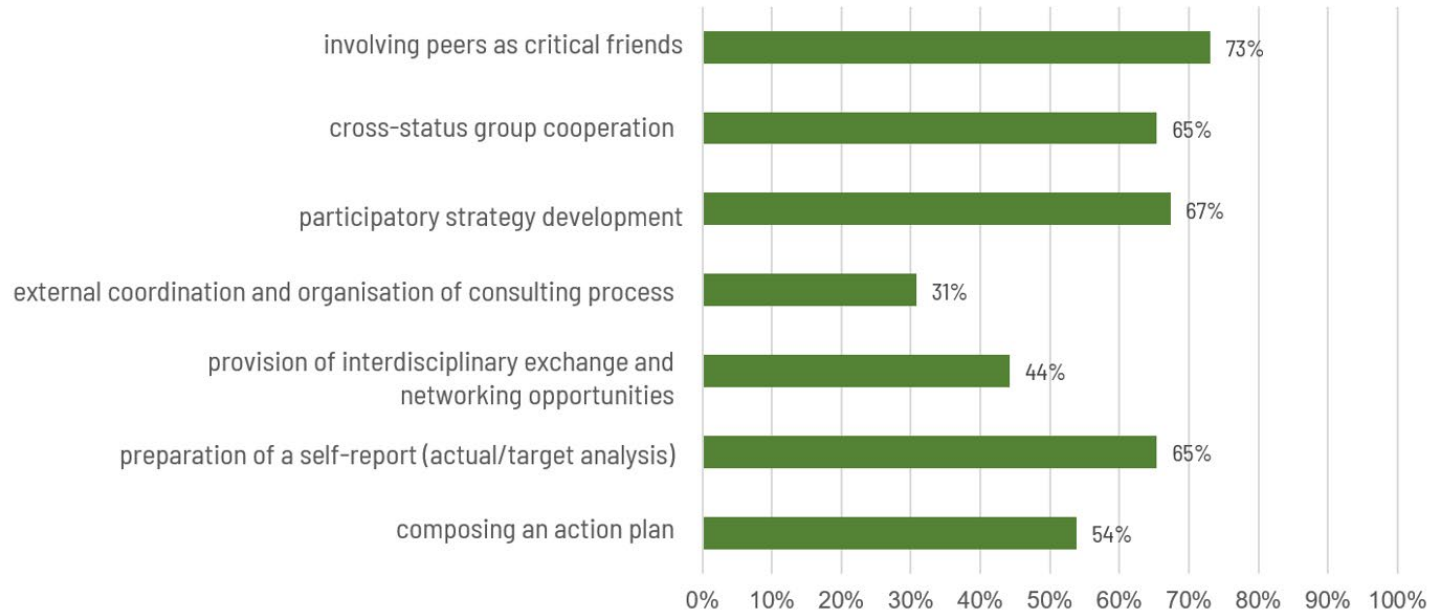 involving peers as critical friends
73%
cross-status group cooperation
65%
participatory strategy development
67%
external coordination and organisation of consulting process
31%
provision of interdisciplinary exchange and
networking opportunities
44%
preparation of a self-report (actual/target analysis)
65%
composing an action plan
54%
0% 10% 20% 30% 40% 50% 60% 70% 80% 90% 100%